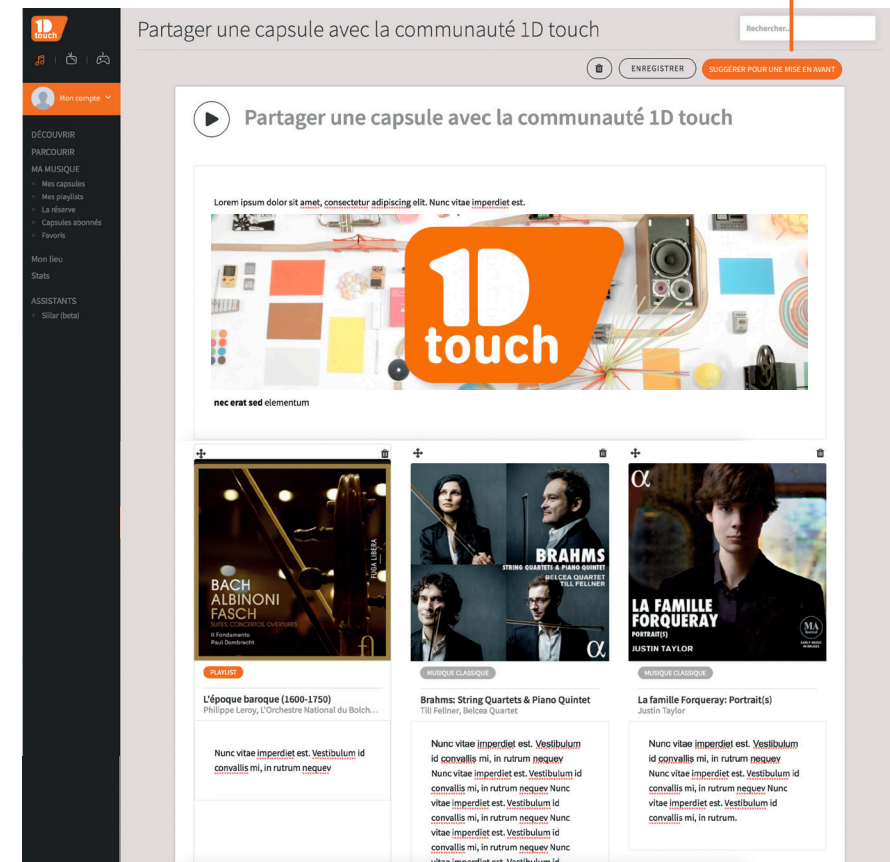 1D
touch
Partager une capsule avec la communauté 1D touch
Rechercher...
ENREGISTRER
SUGGÉRER POUR UNE MISE EN AVANT
Mon compte
DÉCOUVRIR
PARCOURIR
MA MUSIQUE
Mes capsules
Mes playlists
La réserve
Capsules abonnés
Favoris
Mon lieu
Stats
ASSISTANTS
Siilar (beta)
Partager une capsule avec la communauté 1D touch
Lorem ipsum dolor sit amet, consectetur adipiscing elit. Nunc vitae imperdiet est.
1D
touch
nec erat sed elementum
BACH
ALBINONI
FASCH
SUITES, CONCERTOS, OVERTURES
Il Fondamento
Paul Dombrecht
FUGA LIBERA
PLAYLIST
L'époque baroque (1600-1750)
Philippe Leroy, L'Orchestre National du Bolch...
Nunc vitae imperdiet est. Vestibulum id
convallis mi, in rutrum nequev
BRAHMS
STRING QUARTETS & PIANO QUINTET
BELCEA QUARTET
TILL FELLNER
α
MUSIQUE CLASSIQUE
Brahms: String Quartets & Piano Quintet
Till Fellner, Belcea Quartet
Nunc vitae imperdiet est. Vestibulum
id convallis mi, in rutrum nequev
Nunc vitae imperdiet est. Vestibulum id
convallis mi, in rutrum nequev Nunc
vitae imperdiet est. Vestibulum id
convallis mi, in rutrum nequev Nunc
vitae imperdiet est. Vestibulum id
convallis mi, in rutrum nequev Nunc
vitae imperdiet est. Vestibulum id
α
LA FAMILLE
FORQUERAY
PORTRAIT(S)
JUSTIN TAYLOR
MA
festival
EARLY MUSIC
IN BRUGES
MUSIQUE CLASSIQUE
La famille Forqueray: Portrait(s)
Justin Taylor
Nunc vitae imperdiet est. Vestibulum
id convallis mi, in rutrum nequev
Nunc vitae imperdiet est. Vestibulum id
convallis mi, in rutrum nequev Nunc
vitae imperdiet est. Vestibulum id
convallis mi, in rutrum.